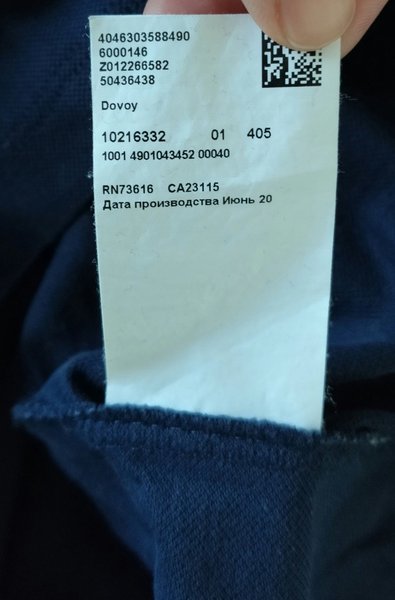 4046303588490
6000146
Z012266582
50436438
Dovoy
10216332 01 405
1001 4901043452 00040
RN73616 CA23115
Дата производства Июнь 20